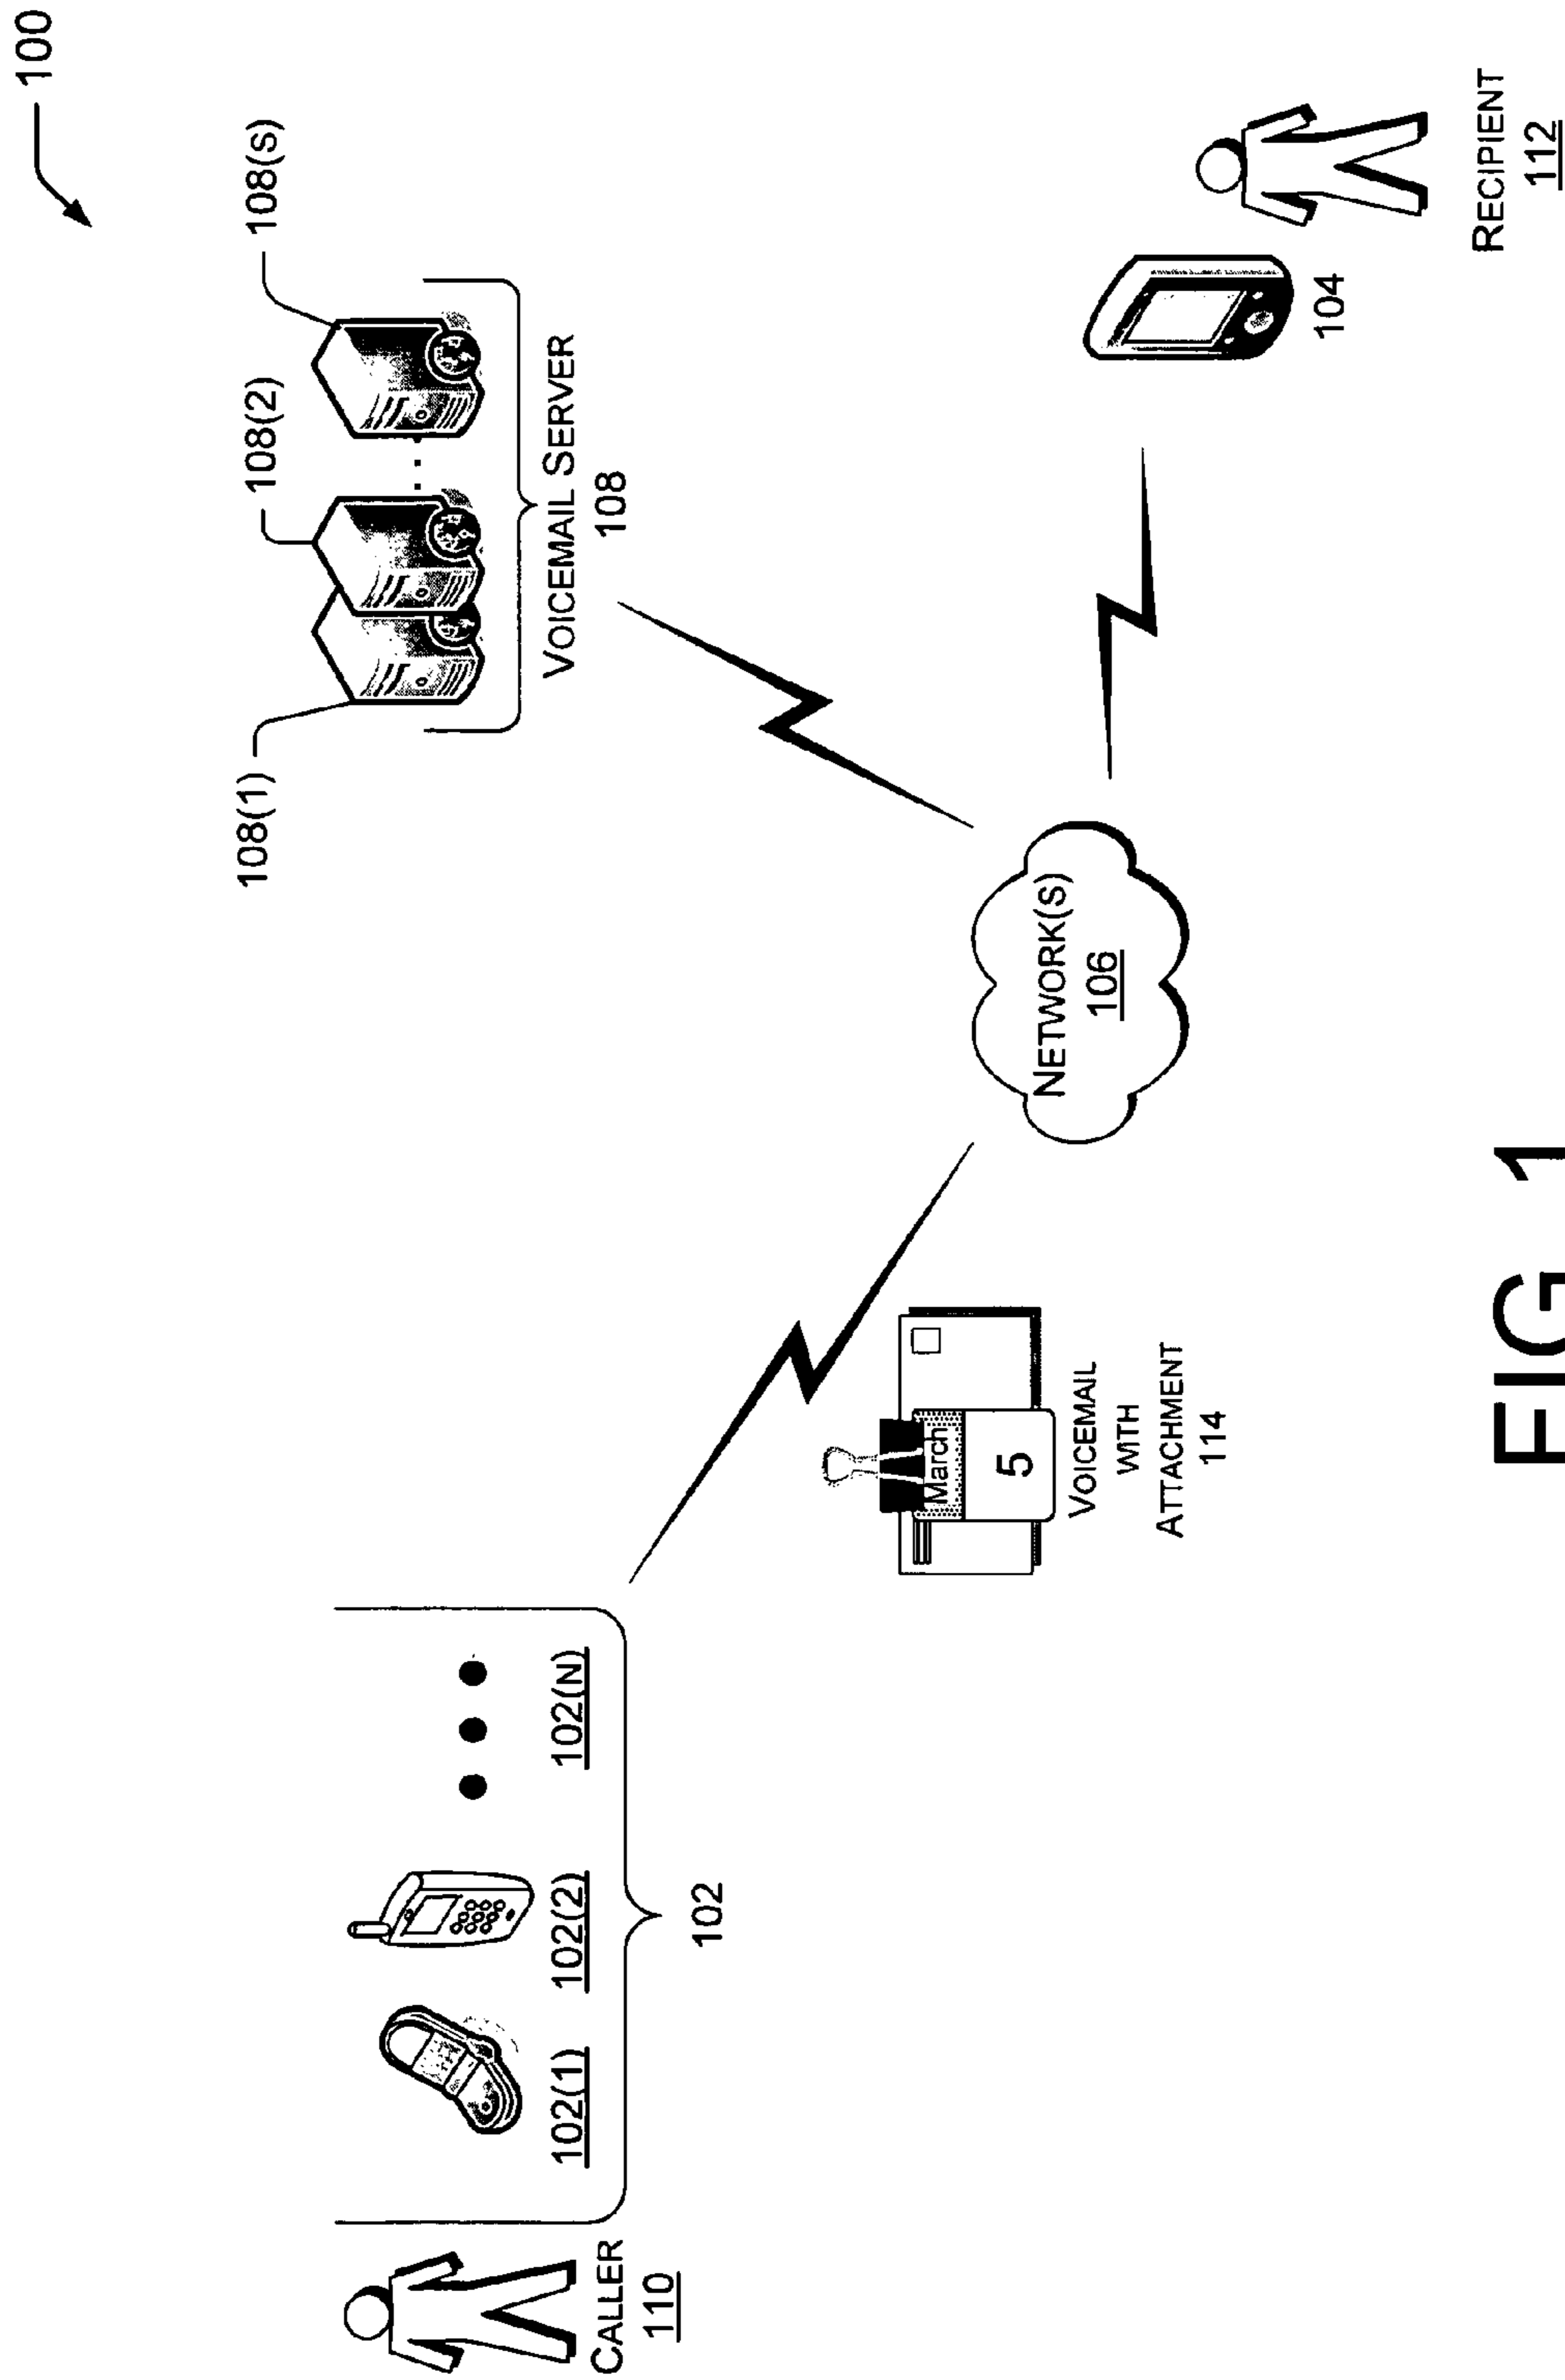 100
108(1)
108(2)
108(s)
VOICEMAIL SERVER
108
CALLER
110
102(1)
102(2)
102(N)
102
NETWORK(S)
106
March
5
VOICEMAIL
WITH
ATTACHMENT
114
104
RECIPIENT
112
FIG. 1